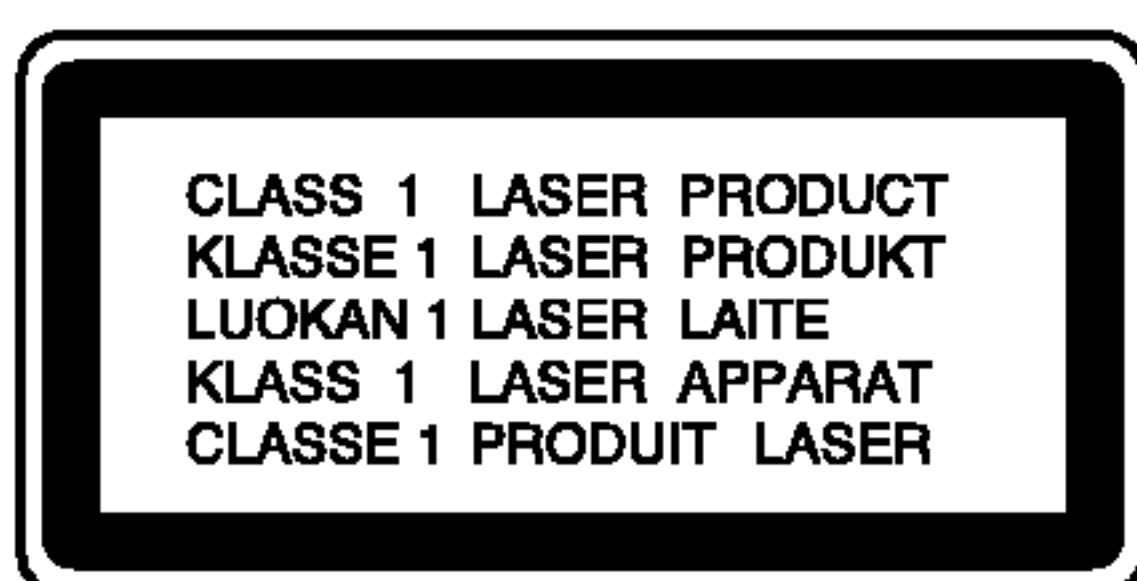 CLASS 1 LASER PRODUCT
KLASSE 1 LASER PRODUKT
LUOKAN 1 LASER LAITE
KLASS 1 LASER APPARAT
CLASSE 1 PRODUIT LASER